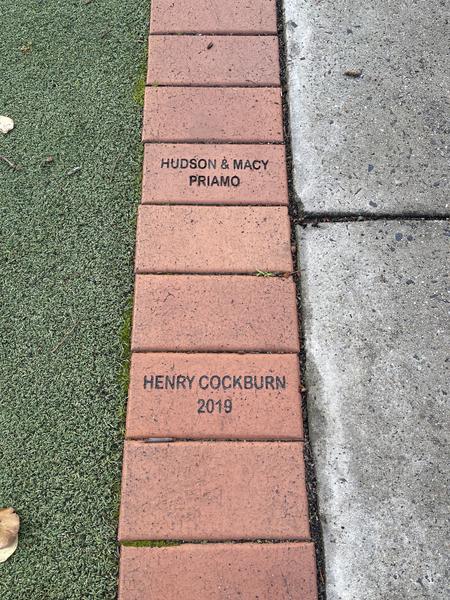 HUDSON & MACY
PRIAMO
HENRY COCKBURN
2019